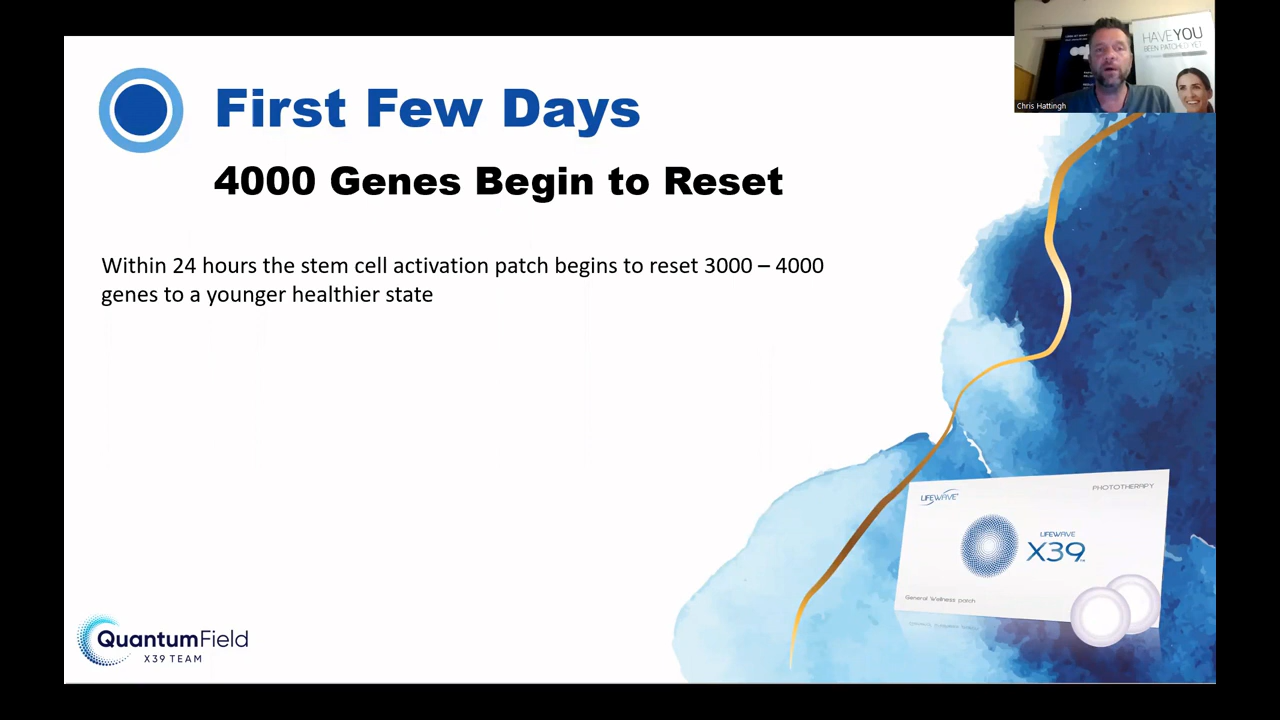 First Few Days
4000 Genes Begin to Reset
Within 24 hours the stem cell activation patch begins to reset 3000 – 4000
genes to a younger healthier state
HAVE YOU
BEEN PATCHED YET
Chris Hattingh
LIFEWAVE
PHOTOTHERAPY
LIFEWAVE
X39
General Wellness patch
QuantumField
X39 TEAM